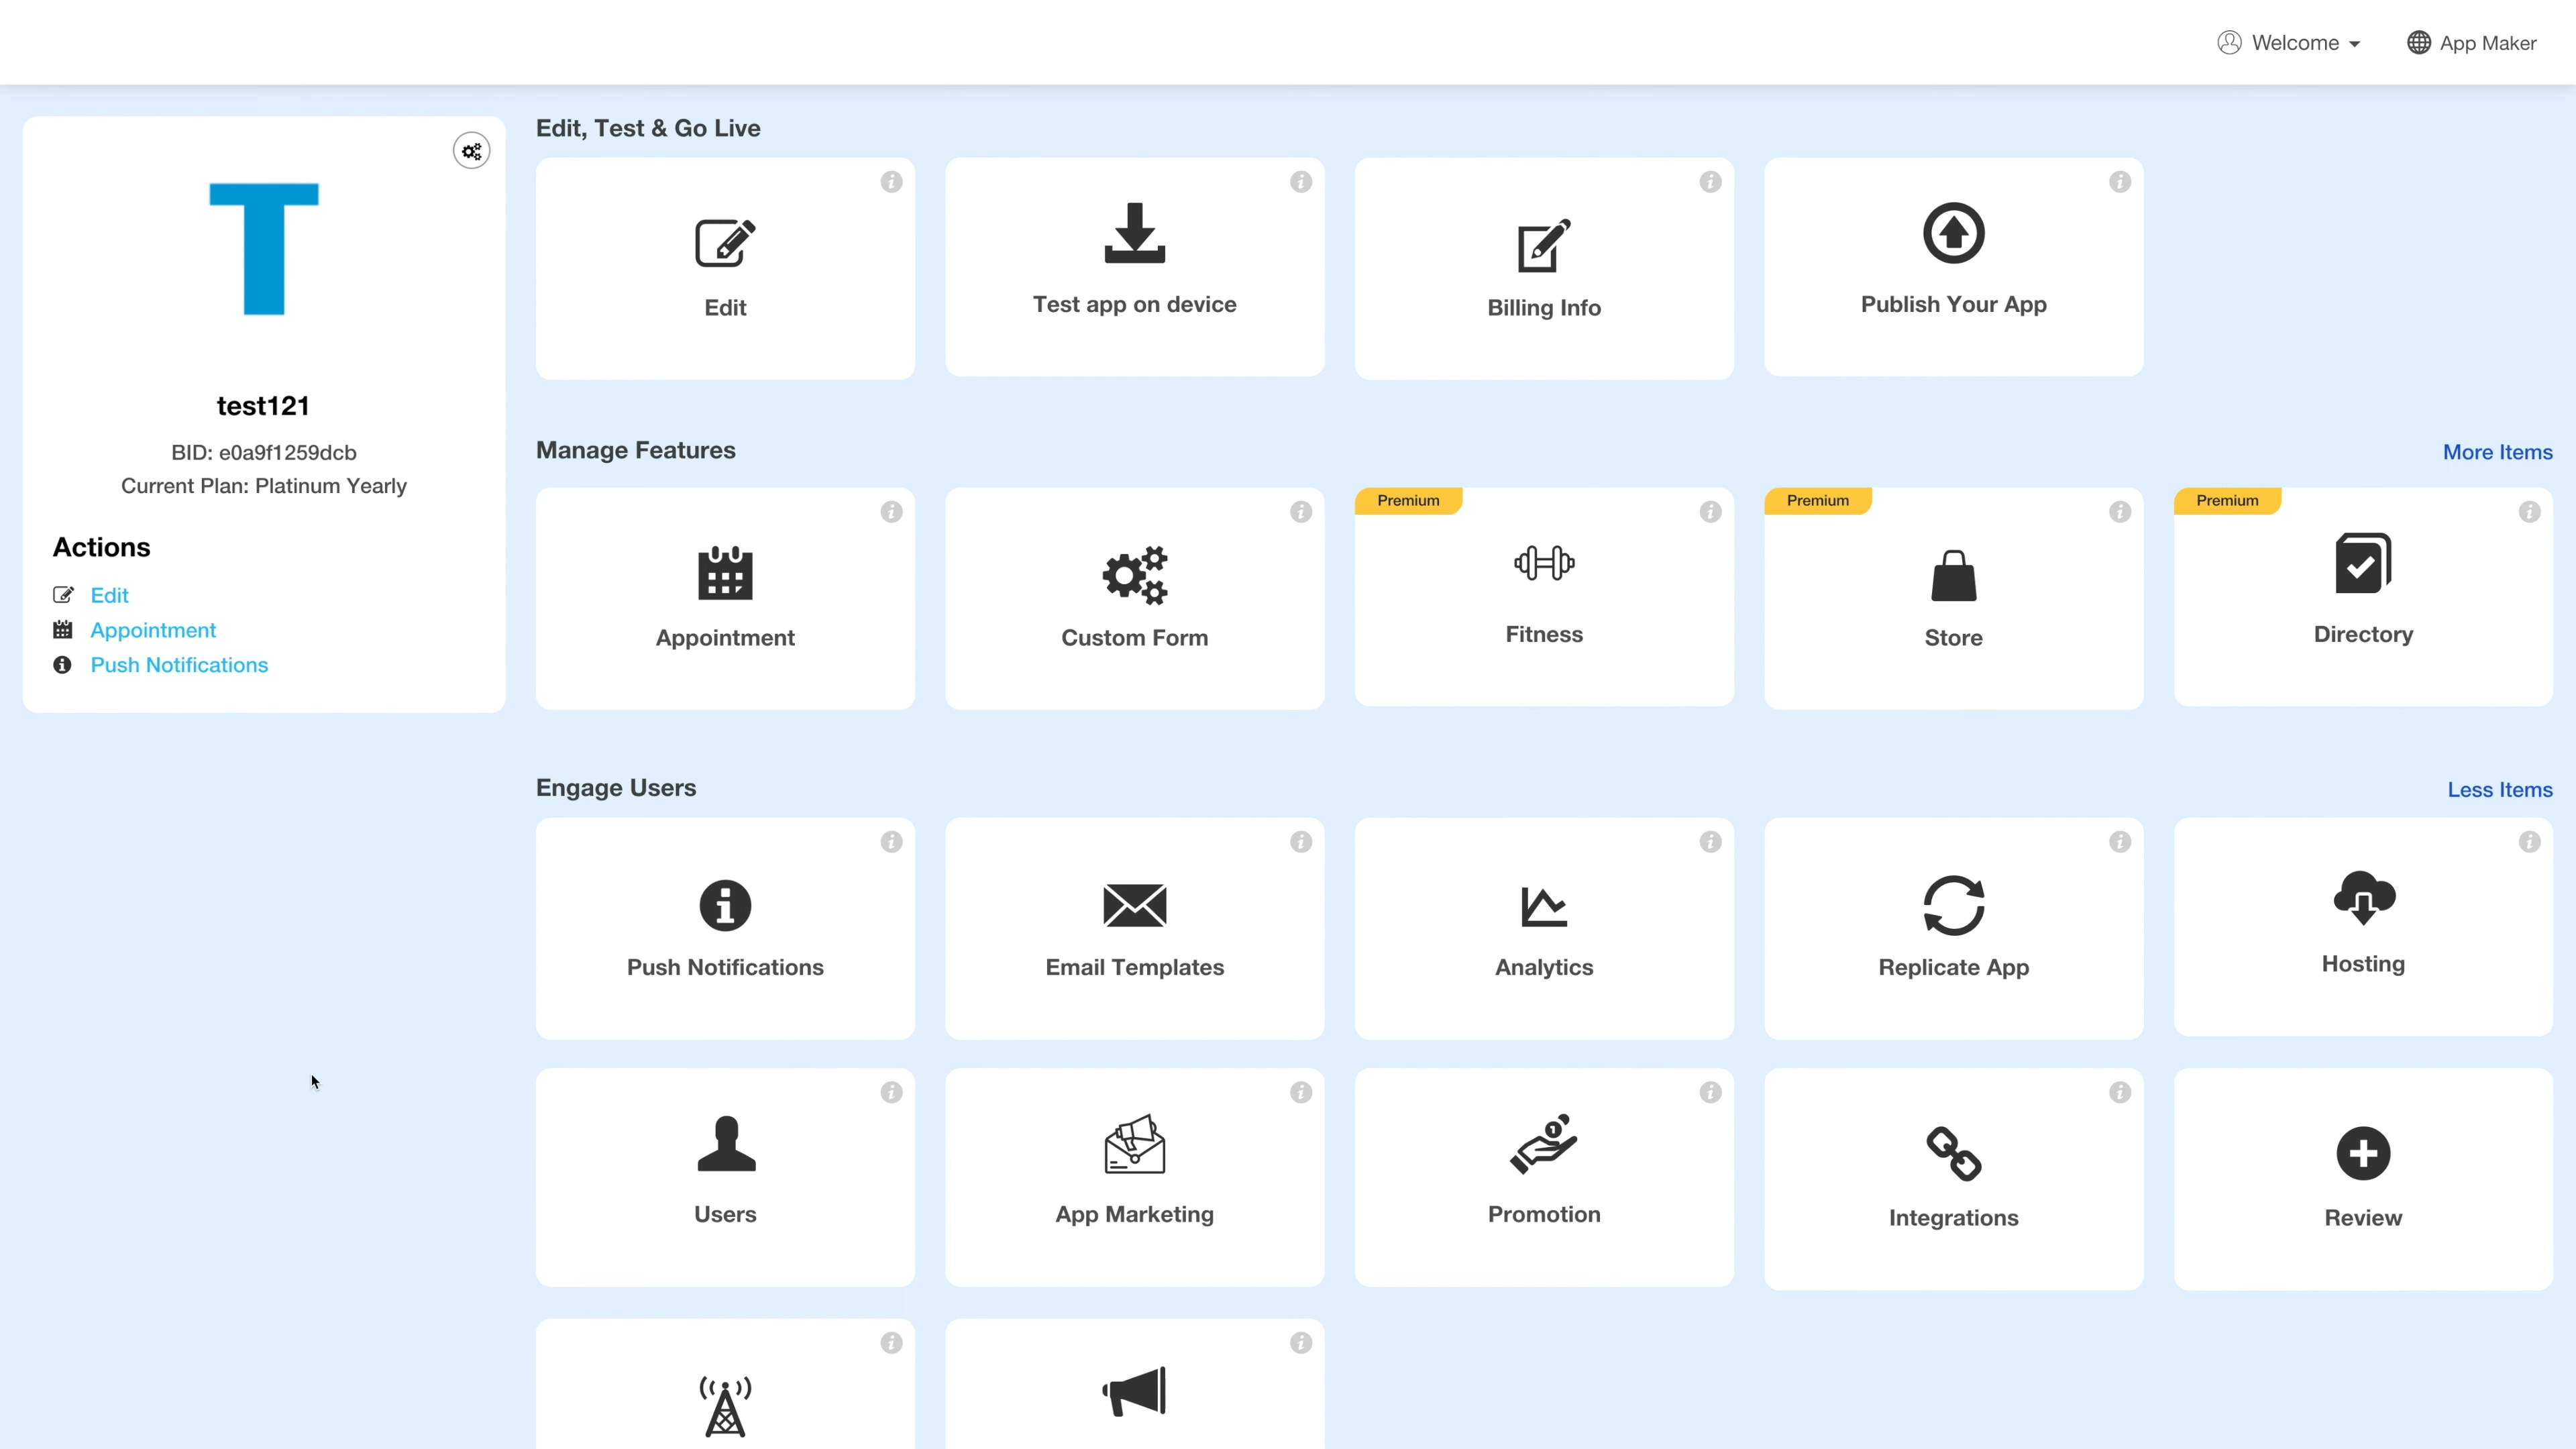 Welcome
App Maker
T
test121
BID: e0a9f1259dcb
Current Plan: Platinum Yearly
Actions
Edit
Appointment
Push Notifications
Edit, Test & Go Live
Edit
Test app on device
Billing Info
Publish Your App
Manage Features
More Items
Appointment
Custom Form
Premium
Fitness
Premium
Store
Premium
Directory
Engage Users
Less Items
Push Notifications
Email Templates
Analytics
Replicate App
Hosting
Users
App Marketing
Promotion
Integrations
Review